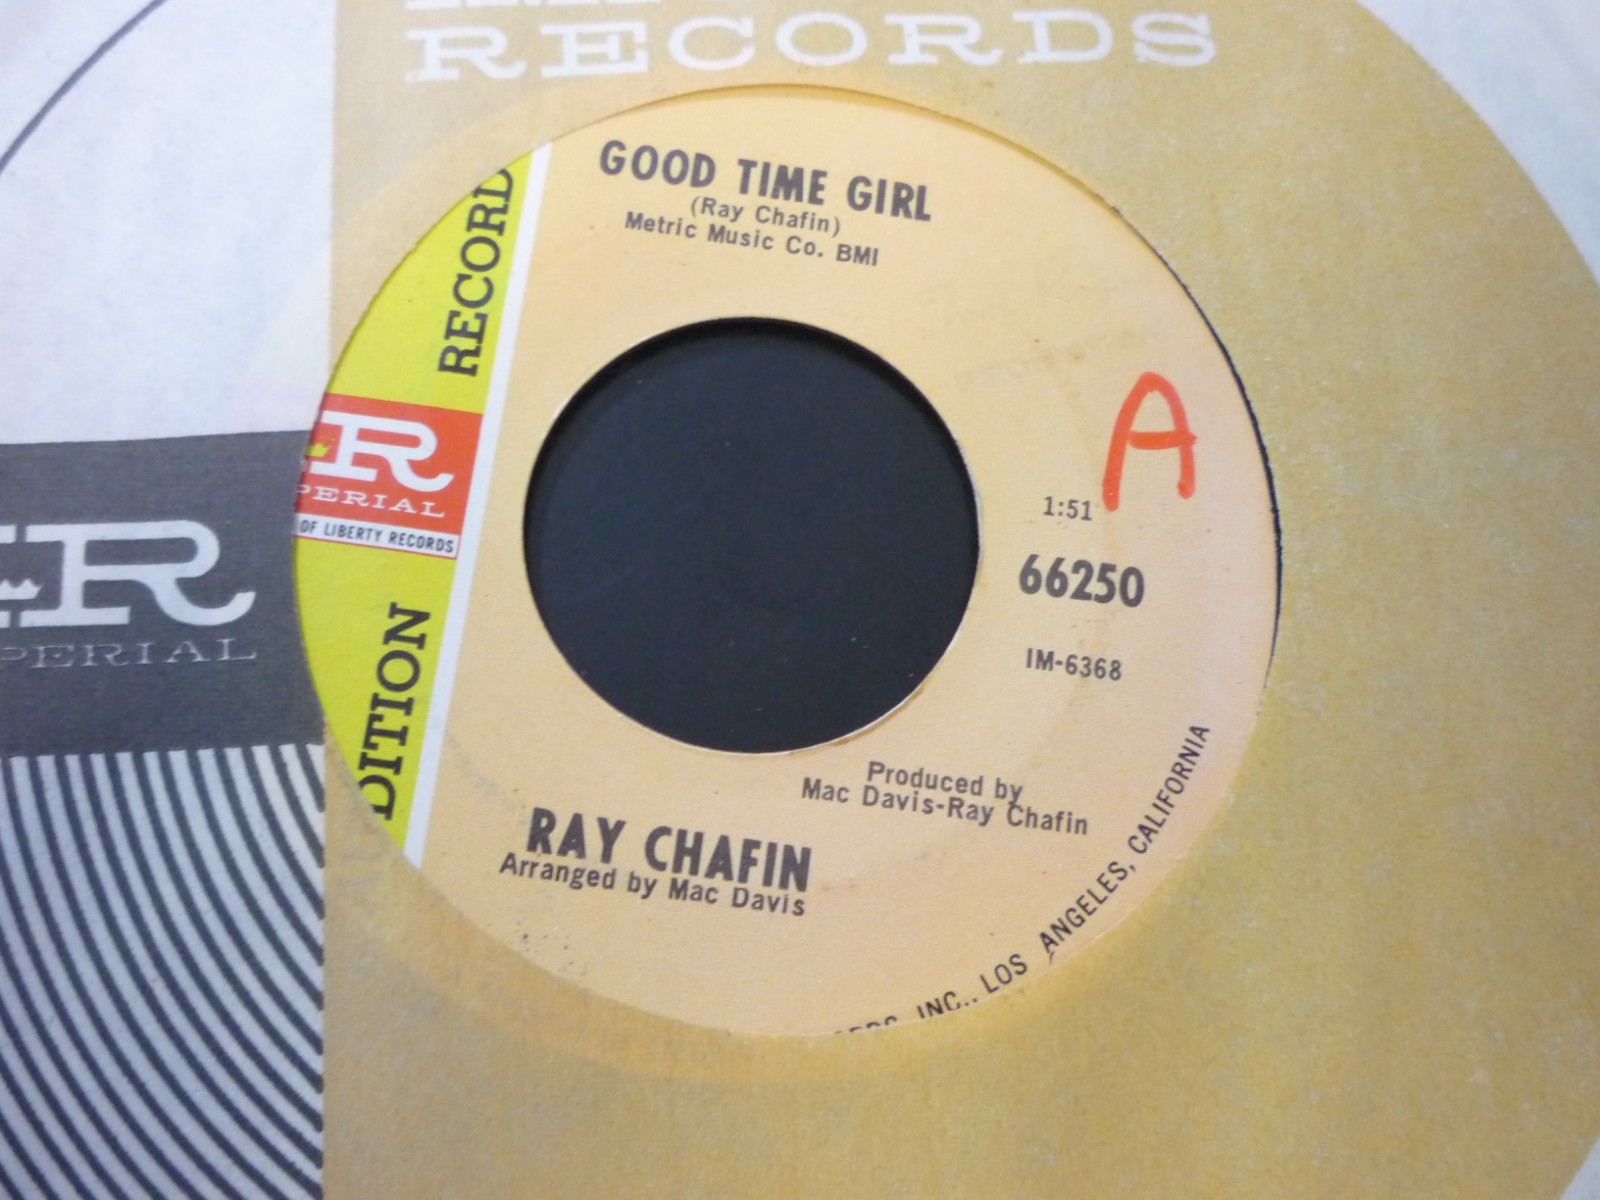 RECORDS
GOOD TIME GIRL
(Ray Chafin)
Metric Music Co. BMI
RECORD
R
PERIAL
OF LIBERTY RECORDS
DITION
A
1:51
66250
IM-6368
Produced by
Mac Davis-Ray Chafin
RAY CHAFIN
Arranged by Mac Davis
INC., LOS ANGELES, CALIFORNIA
R
PERIAL